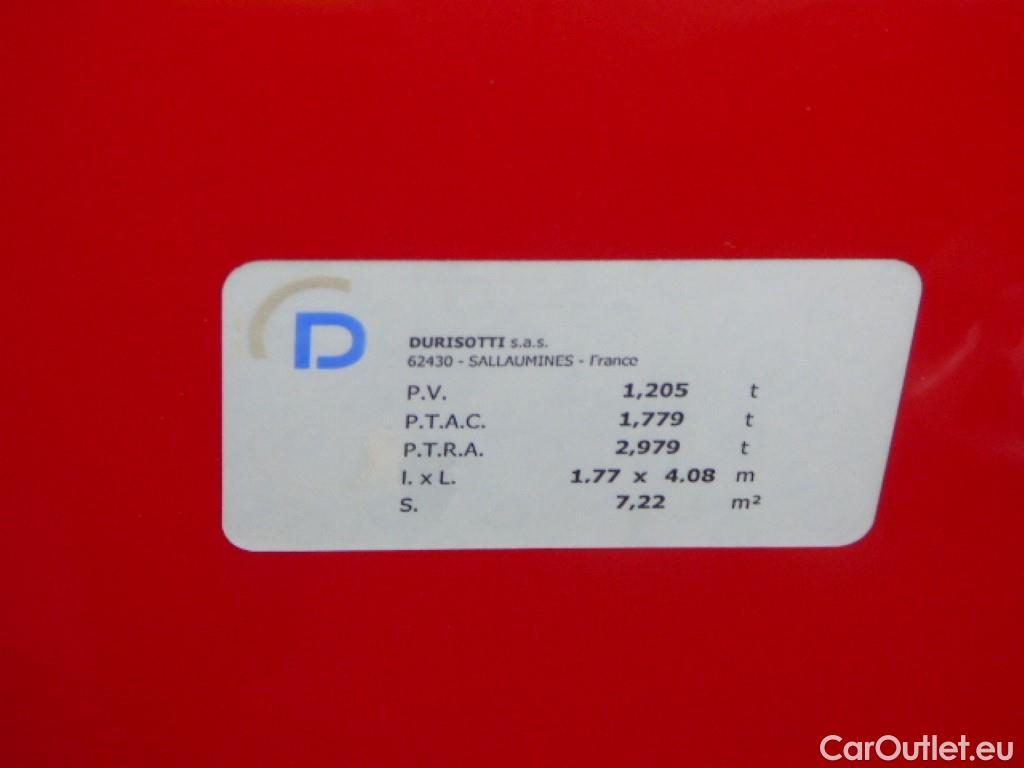 D
DURISOTTI s.a.s.
62430 - SALLAUMINES - France
P.V. 1,205 t
P.T.A.C. 1,779 t
P.T.R.A. 2,979 t
l. x L. 1.77 x 4.08 m
S. 7,22 m²
CarOutlet.eu